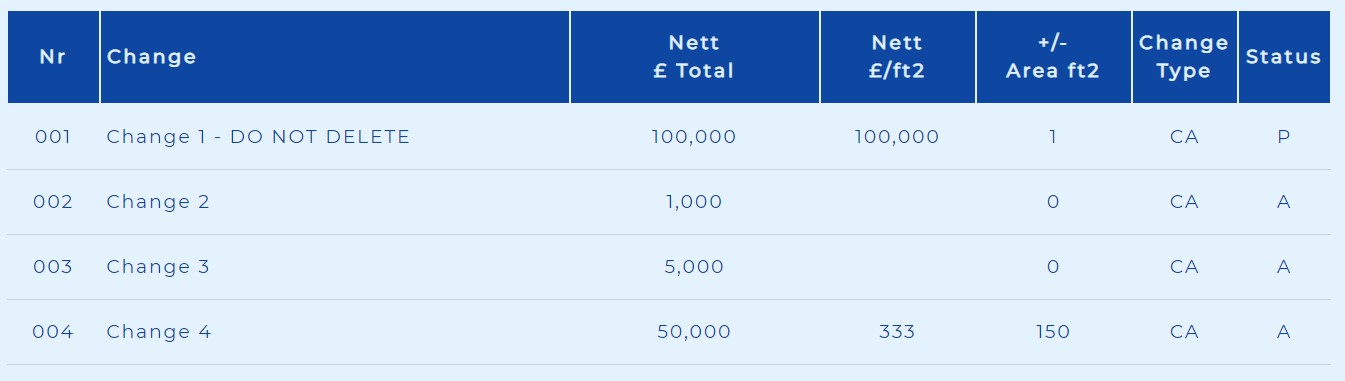 Nr Change Nett £ Total Nett £/ft2 +/- Area ft2 Change Type Status
001 Change 1 - DO NOT DELETE 100,000 100,000 1 CA P
002 Change 2 1,000 0 CA A
003 Change 3 5,000 0 CA A
004 Change 4 50,000 333 150 CA A